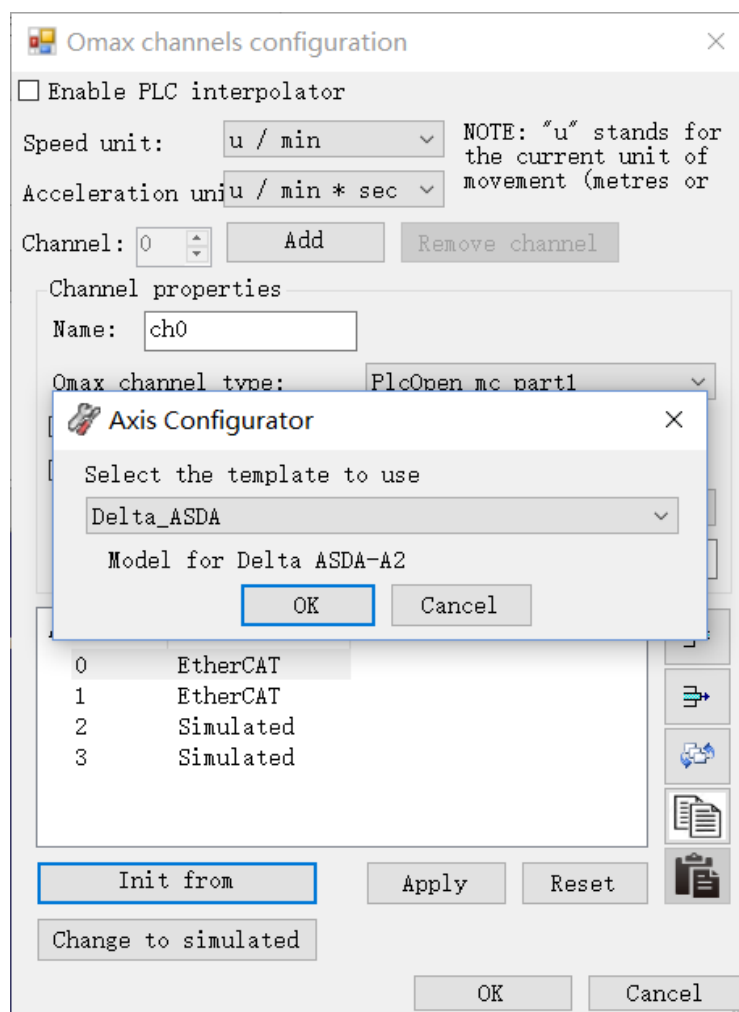 Omax channels configuration
Enable PLC interpolator
Speed unit: u / min
NOTE: "u" stands for
the current unit of
movement (metres or
Acceleration uni u / min * sec
Channel: 0 Add Remove channel
Channel properties
Name: ch0
Omax channel type: PlcOpen mc part1
Axis Configurator
Select the template to use
Delta_ASDA
Model for Delta ASDA-A2
OK Cancel
0 EtherCAT
1 EtherCAT
2 Simulated
3 Simulated
Init from Apply Reset
Change to simulated
OK Cancel